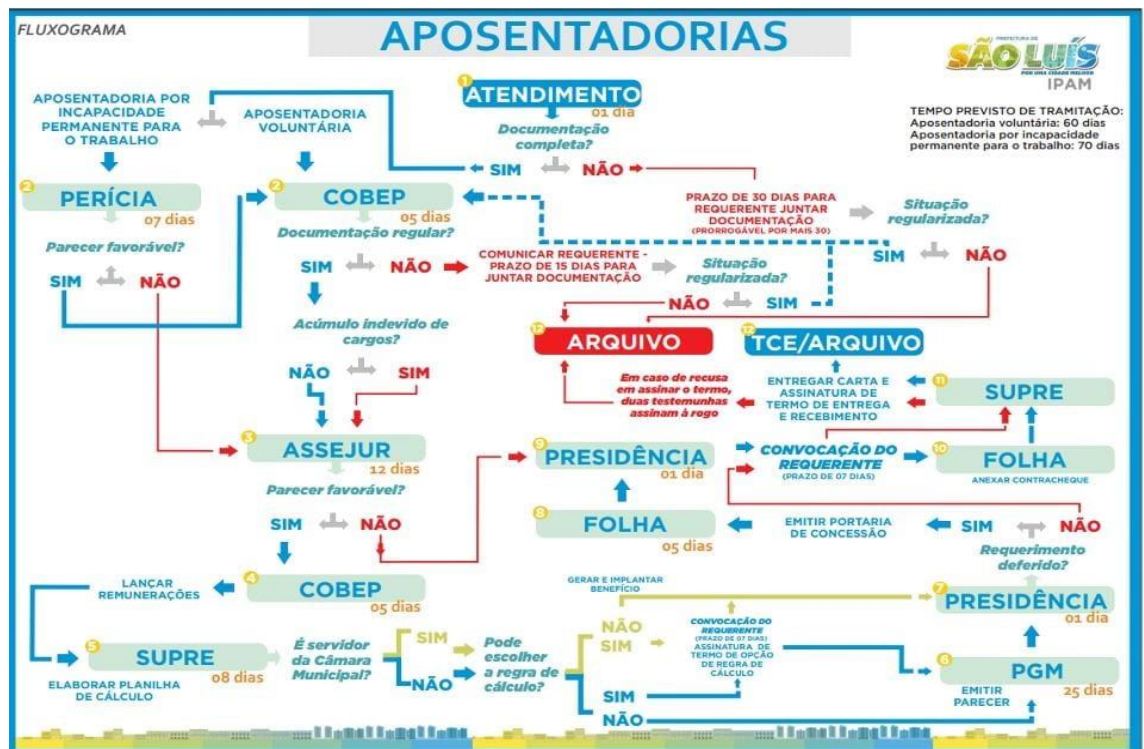 FLUXOGRAMA
APOSENTADORIAS
PREFEITURA DE
SÃO LUÍS
POR UMA CIDADE MELHOR
IPAM
TEMPO PREVISTO DE TRAMITAÇÃO:
Aposentadoria voluntária: 60 dias
Aposentadoria por incapacidade
permanente para o trabalho: 70 dias
1
ATENDIMENTO
01 dia
Documentação
completa?
SIM
NÃO
APOSENTADORIA POR
INCAPACIDADE
PERMANENTE PARA
O TRABALHO
APOSENTADORIA
VOLUNTÁRIA
2
PERÍCIA
07 dias
Parecer favorável?
SIM
NÃO
2
COBEP
05 dias
Documentação regular?
SIM
NÃO
PRAZO DE 30 DIAS PARA
REQUERENTE JUNTAR
DOCUMENTAÇÃO
(PRORROGÁVEL POR MAIS 30)
Situação
regularizada?
SIM
NÃO
COMUNICAR REQUERENTE -
PRAZO DE 15 DIAS PARA
JUNTAR DOCUMENTAÇÃO
Situação
regularizada?
NÃO
SIM
Acúmulo indevido de
cargos?
NÃO
SIM
12
ARQUIVO
12
TCE/ARQUIVO
Em caso de recusa
em assinar o termo,
duas testemunhas
assinam à rogo
ENTREGAR CARTA E
ASSINATURA DE
TERMO DE ENTREGA
E RECEBIMENTO
11
SUPRE
3
ASSEJUR
12 dias
Parecer favorável?
SIM
NÃO
9
PRESIDÊNCIA
01 dia
CONVOCAÇÃO DO
REQUERENTE
(PRAZO DE 07 DIAS)
10
FOLHA
ANEXAR CONTRACHEQUE
8
FOLHA
05 dias
EMITIR PORTARIA
DE CONCESSÃO
SIM
NÃO
Requerimento
deferido?
4
COBEP
05 dias
LANÇAR
REMUNERAÇÕES
5
SUPRE
08 dias
ELABORAR PLANILHA
DE CÁLCULO
É servidor
da Câmara
Municipal?
SIM
NÃO
Pode
escolher
a regra de
cálculo?
GERAR E IMPLANTAR
BENEFÍCIO
NÃO
SIM
SIM
NÃO
CONVOCAÇÃO DO
REQUERENTE
(PRAZO DE 07 DIAS)
ASSINATURA DE
TERMO DE OPÇÃO
DE REGRA DE
CÁLCULO
7
PRESIDÊNCIA
01 dia
6
PGM
25 dias
EMITIR
PARECER